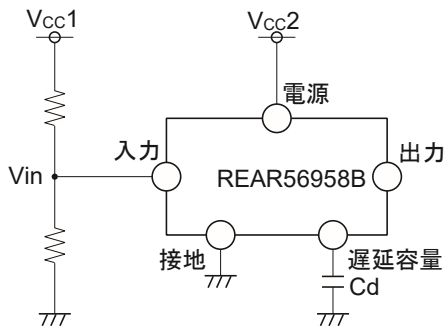 Vcc1
Vcc2
電源
入力
出力
Vin
REAR56958B
接地
遅延容量
Cd